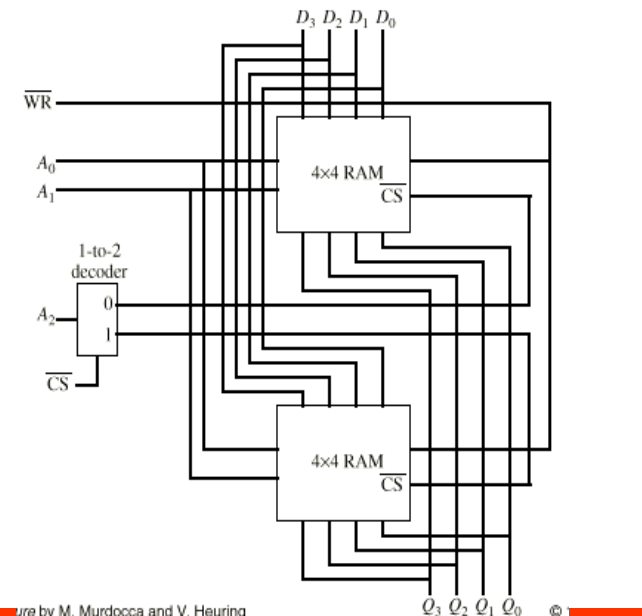 D3 D2 D1 D0
WR
A0
A1
4×4 RAM
CS
1-to-2
decoder
0
A2
1
CS
4×4 RAM
CS
Q3 Q2 Q1 Q0
ure by M. Murdocca and V. Heuring ©